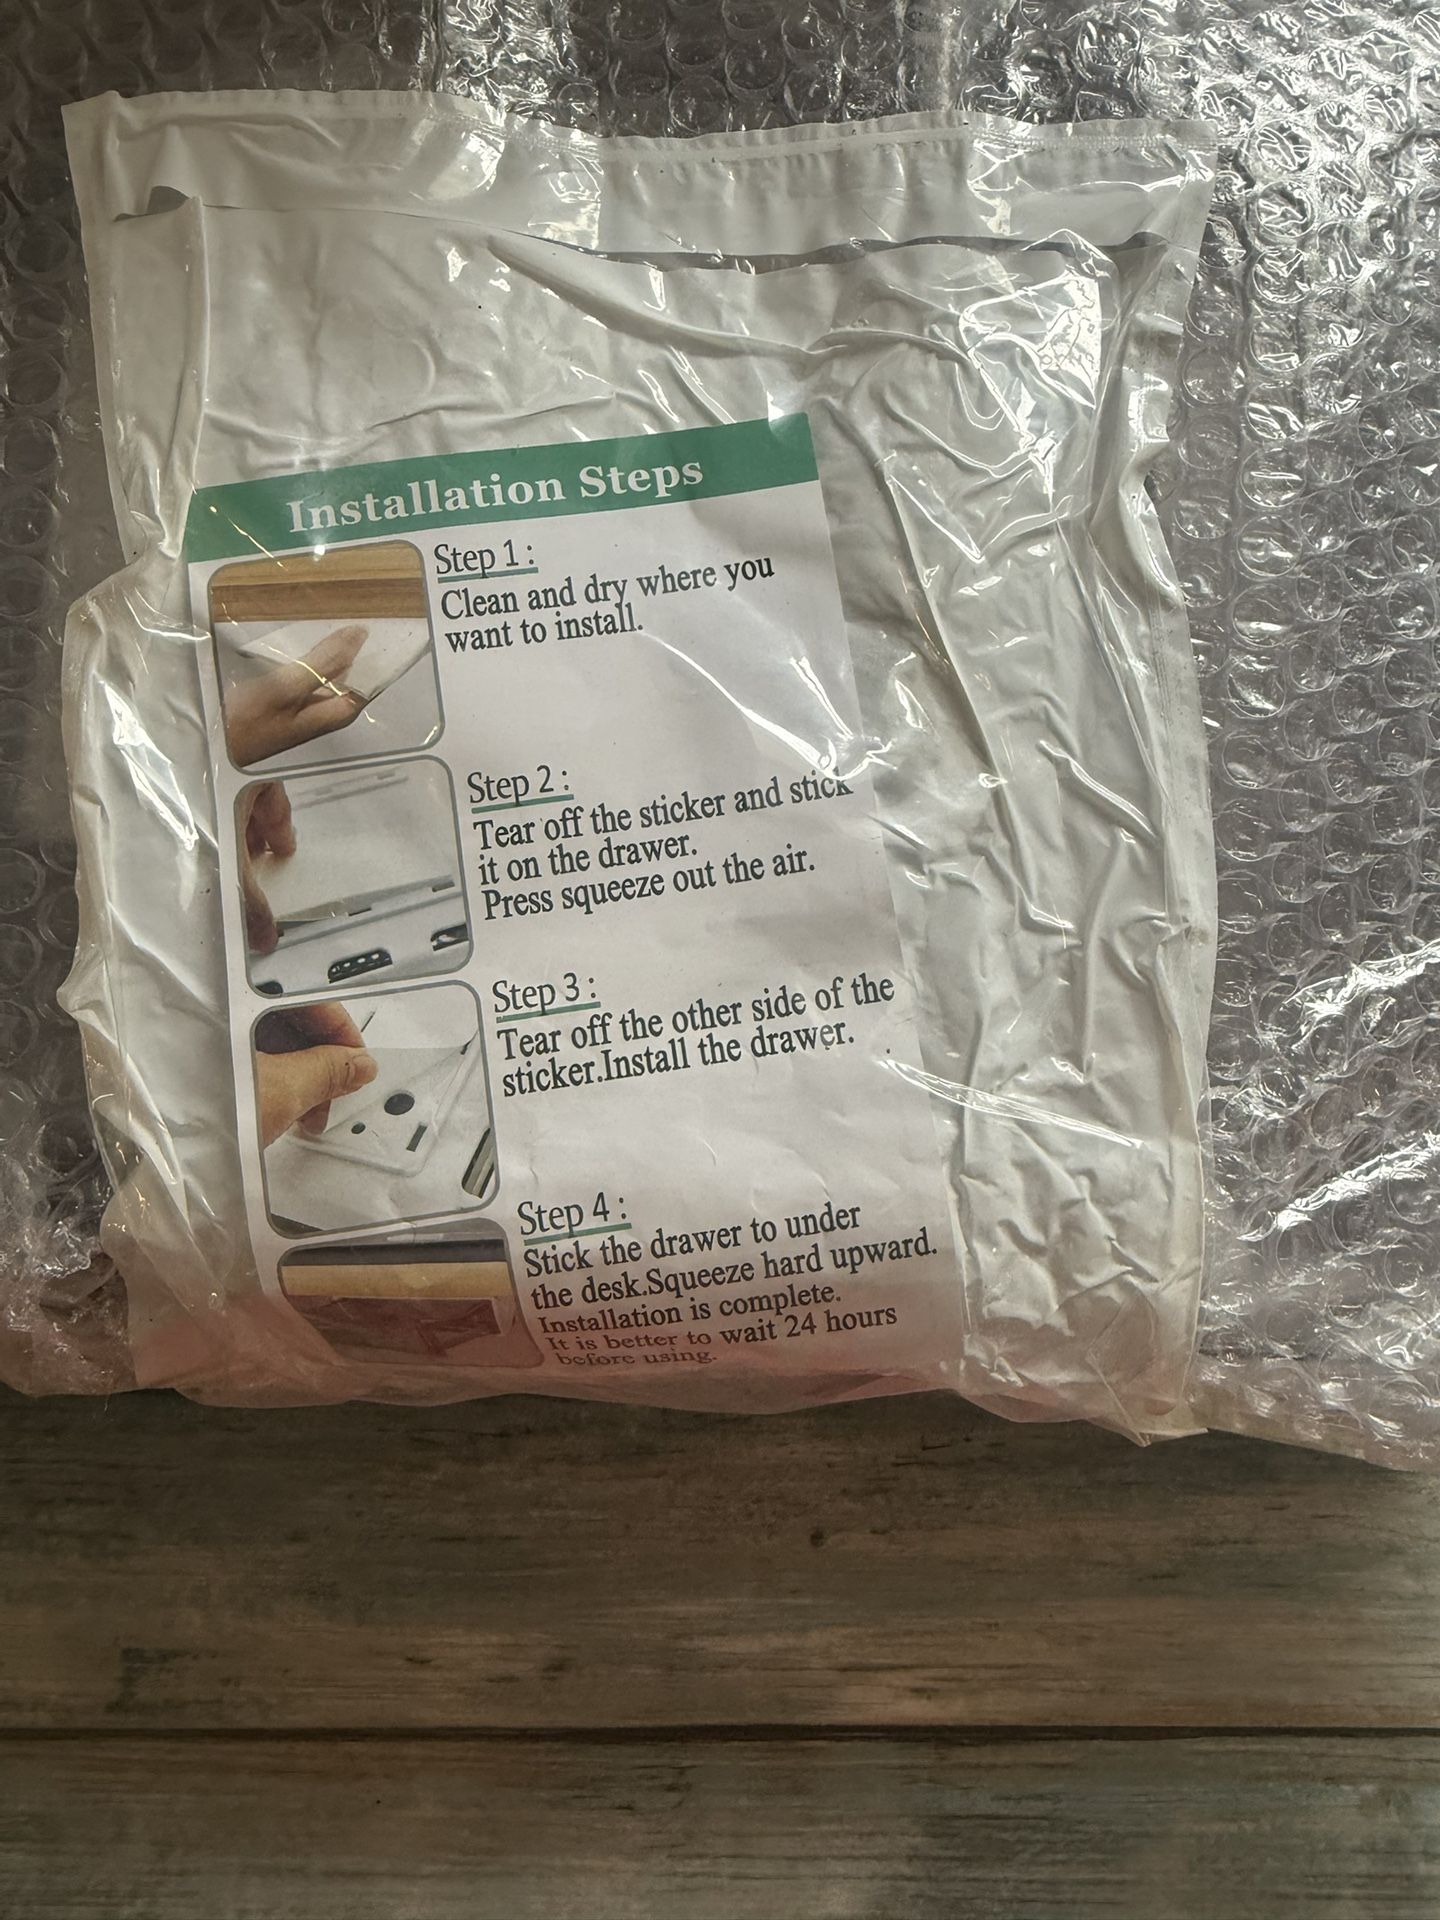 Installation Steps
Step 1 :
Clean and dry where you
want to install.
Step 2 :
Tear off the sticker and stick
it on the drawer.
Press squeeze out the air.
Step 3 :
Tear off the other side of the
sticker.Install the drawer.
Step 4 :
Stick the drawer to under
the desk.Squeeze hard upward.
Installation is complete.
It is better to wait 24 hours
before using.